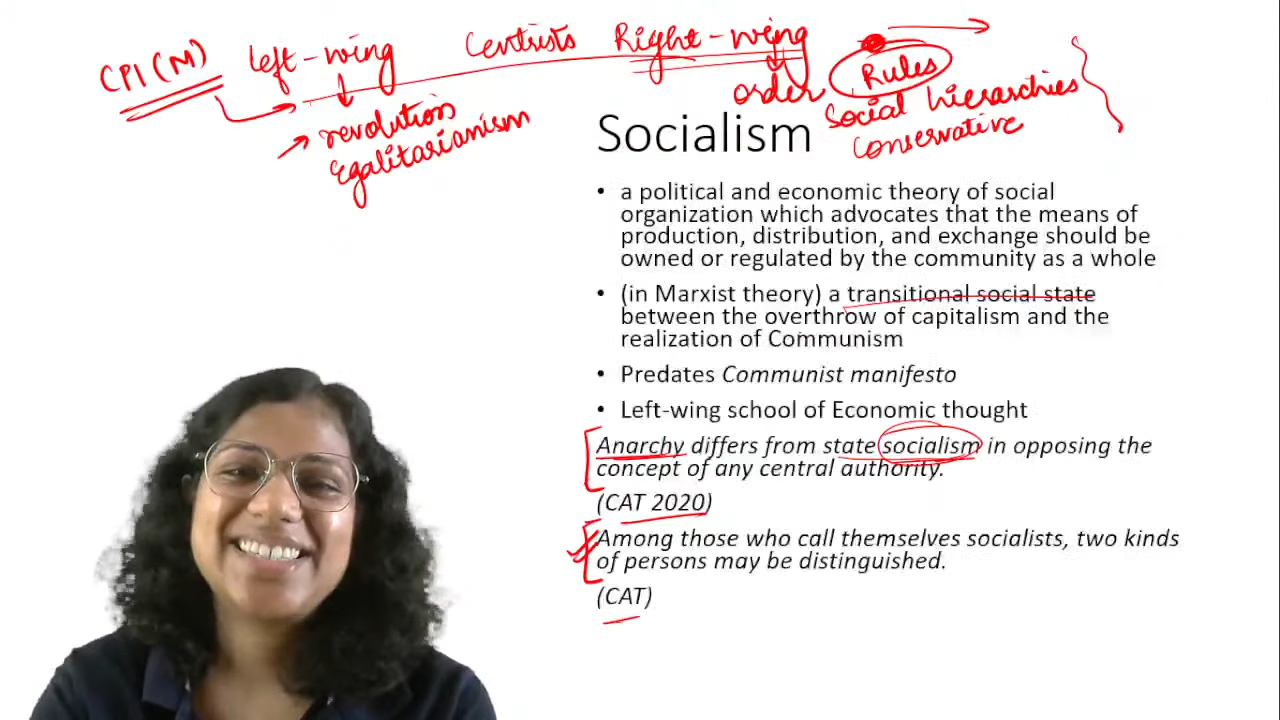 CPI(M) left-wing Centrists Right-wing
order Rules
Social hierarchies
conservative
revolution
Egalitarianism
Socialism
• a political and economic theory of social
organization which advocates that the means of
production, distribution, and exchange should be
owned or regulated by the community as a whole
• (in Marxist theory) a transitional social state
between the overthrow of capitalism and the
realization of Communism
• Predates Communist manifesto
• Left-wing school of Economic thought
Anarchy differs from state socialism in opposing the
concept of any central authority.
(CAT 2020)
Among those who call themselves socialists, two kinds
of persons may be distinguished.
(CAT)